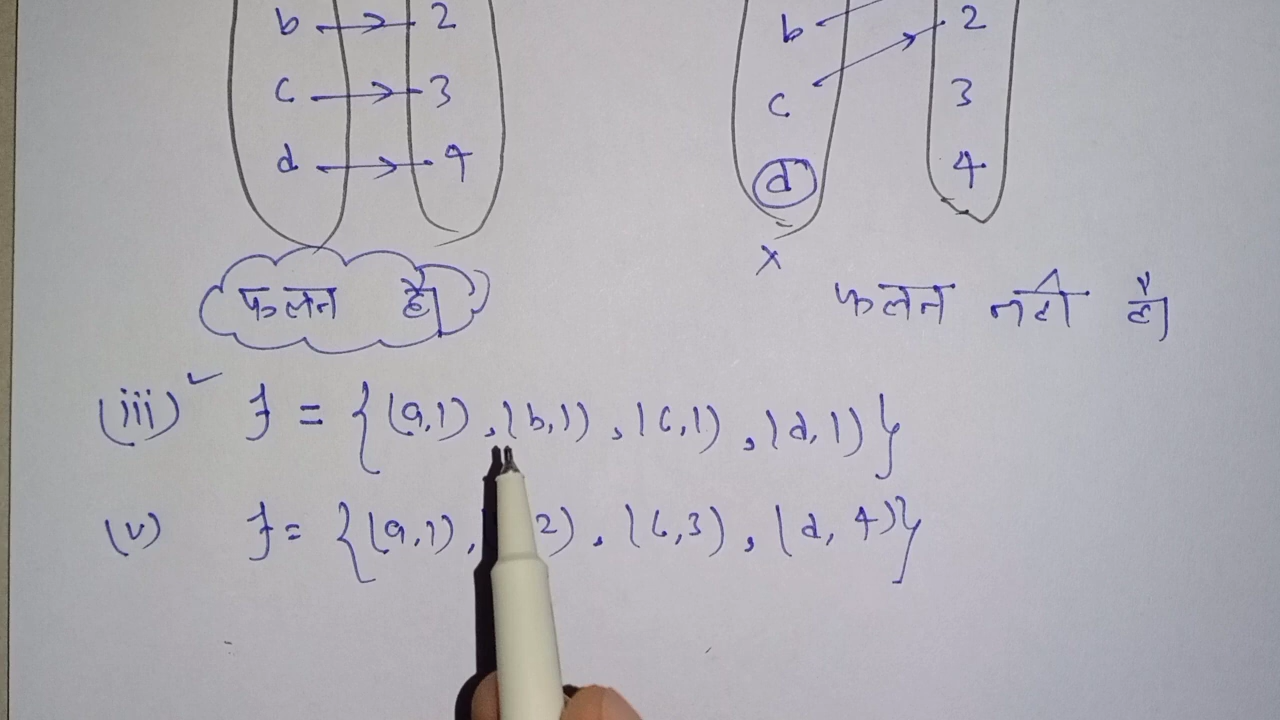 b 2 b 2
c 3 c 3
d 4 d 4
x
फलन है। फलन नहीं है।
(iii) f = {(a,1), (b,1), (c,1), (d,1)}
(v) f = {(a,1), 2), (c,3), (d,4)}